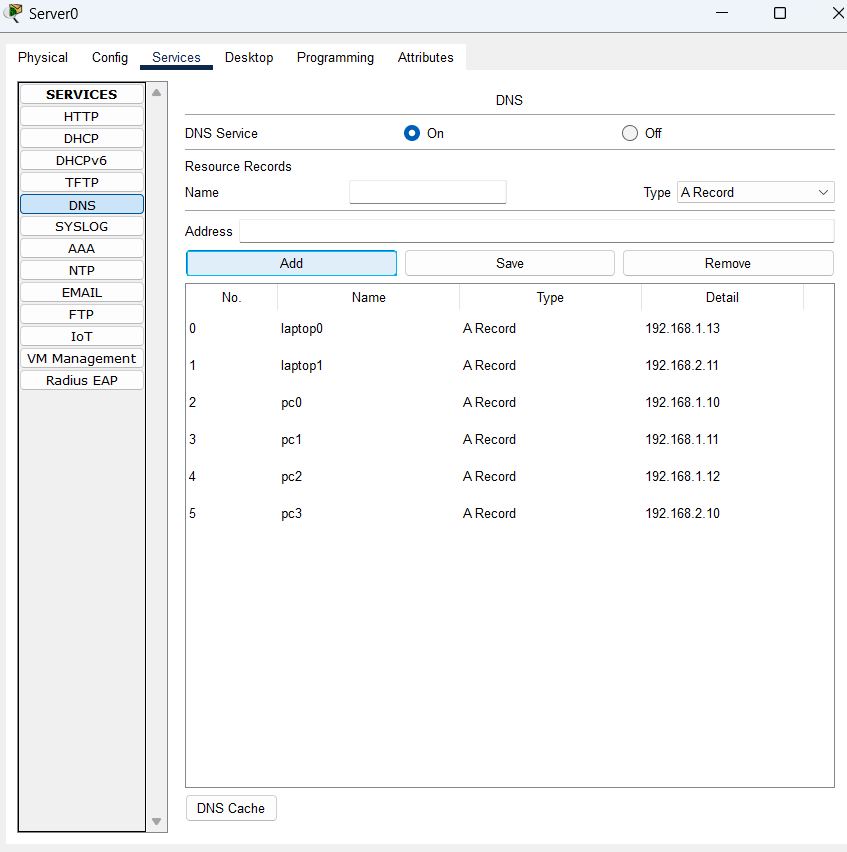 Server0
Physical Config Services Desktop Programming Attributes
SERVICES
HTTP
DHCP
DHCPv6
TFTP
DNS
SYSLOG
AAA
NTP
EMAIL
FTP
IoT
VM Management
Radius EAP
DNS
DNS Service On Off
Resource Records
Name Type A Record
Address
Add Save Remove
No. Name Type Detail
0 laptop0 A Record 192.168.1.13
1 laptop1 A Record 192.168.2.11
2 pc0 A Record 192.168.1.10
3 pc1 A Record 192.168.1.11
4 pc2 A Record 192.168.1.12
5 pc3 A Record 192.168.2.10
DNS Cache